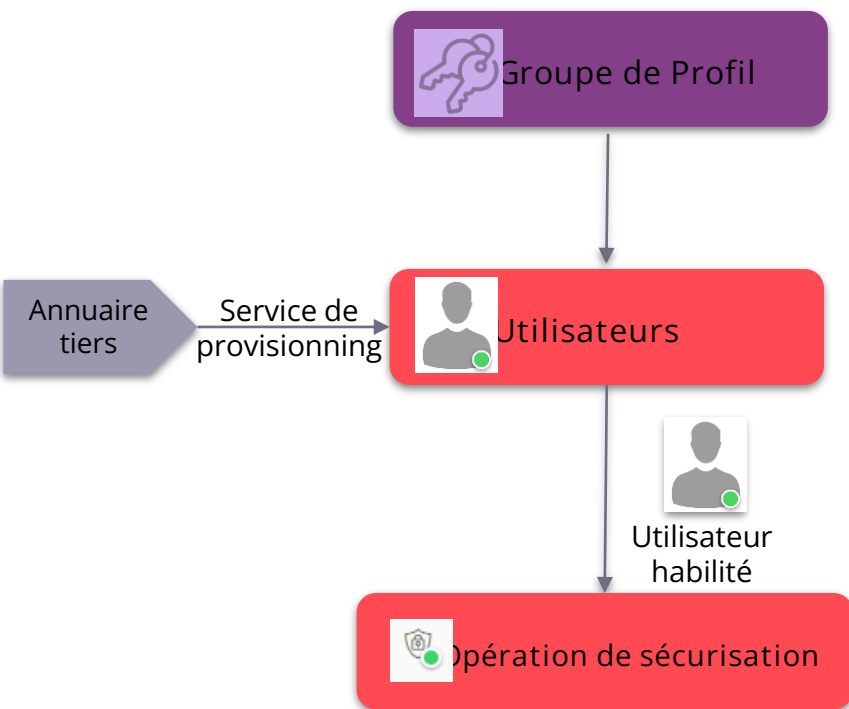 Groupe de Profil
Annuaire
tiers
Service de
provisionning
Utilisateurs
Utilisateur
habilité
Opération de sécurisation